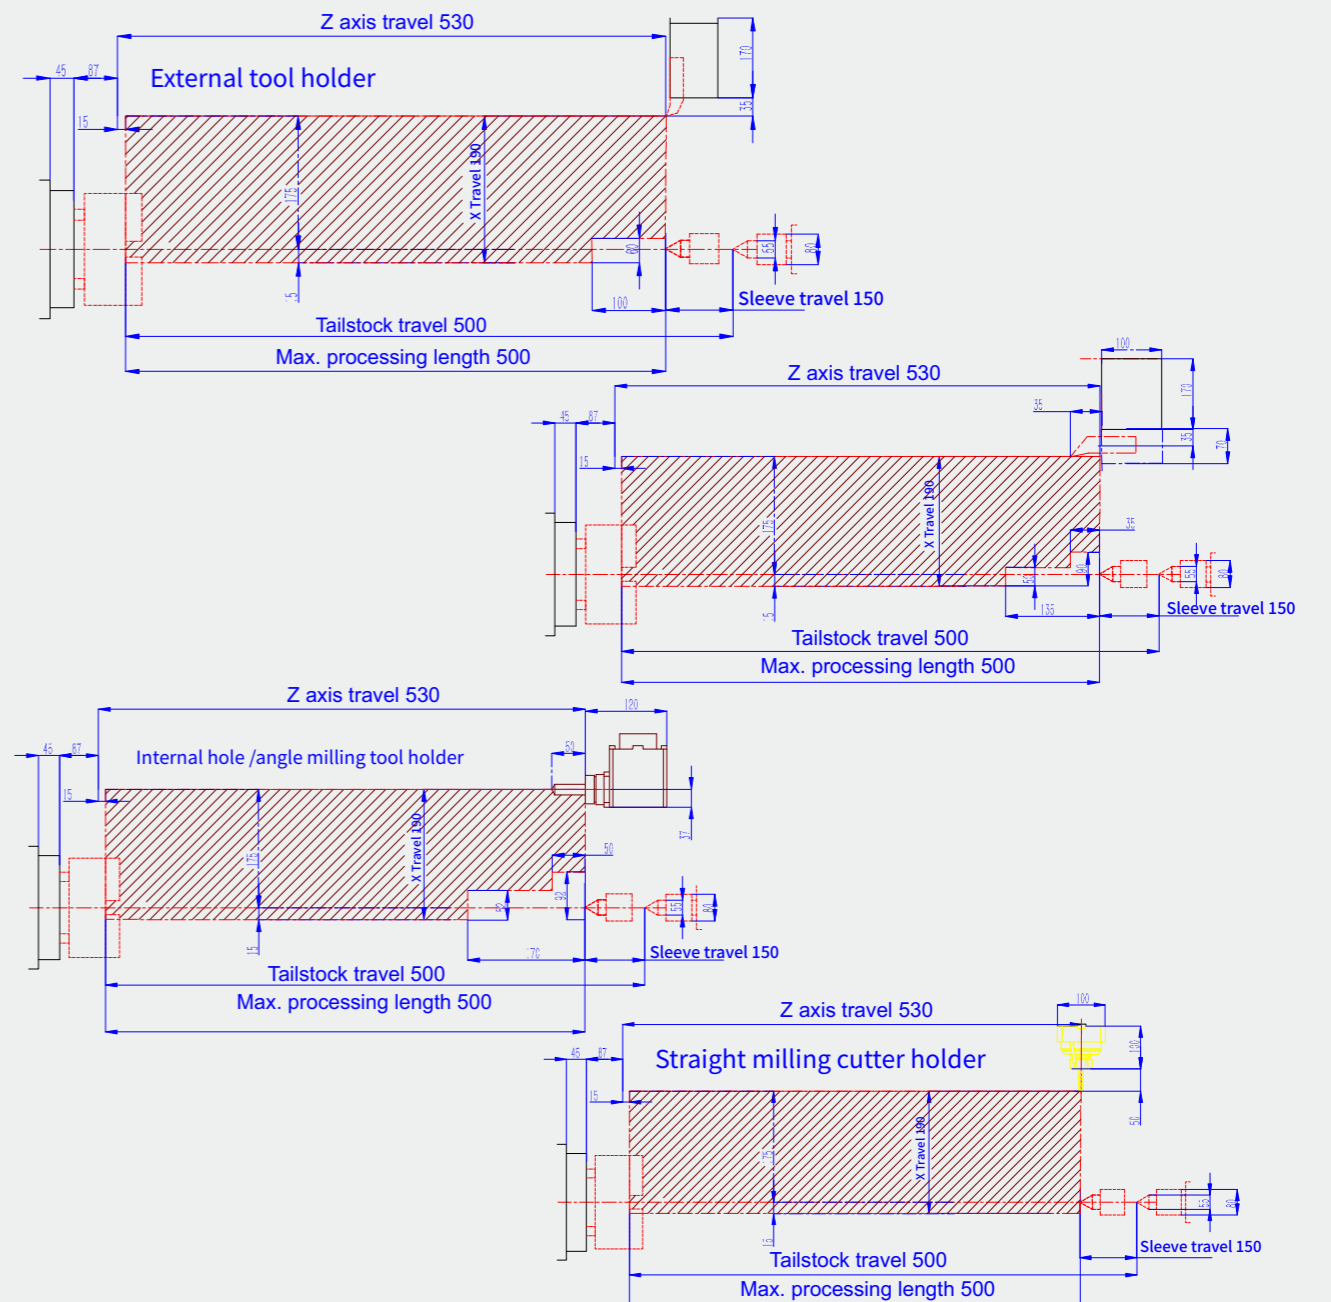 Z axis travel 530
170
45
87
External tool holder
35
15
175
X Travel 190
60
55
80
15
100
Sleeve travel 150
Tailstock travel 500
Max. processing length 500
100
Z axis travel 530
170
35
45
87
35
70
15
175
X Travel 190
35
50
90
55
80
15
135
Sleeve travel 150
Tailstock travel 500
Max. processing length 500
Z axis travel 530
120
45
87
Internal hole /angle milling tool holder
50
15
37
175
X Travel 190
50
52
92
55
80
15
170
Sleeve travel 150
Tailstock travel 500
Max. processing length 500
100
Z axis travel 530
45
87
Straight milling cutter holder
15
50
175
X Travel 190
55
80
15
Sleeve travel 150
Tailstock travel 500
Max. processing length 500